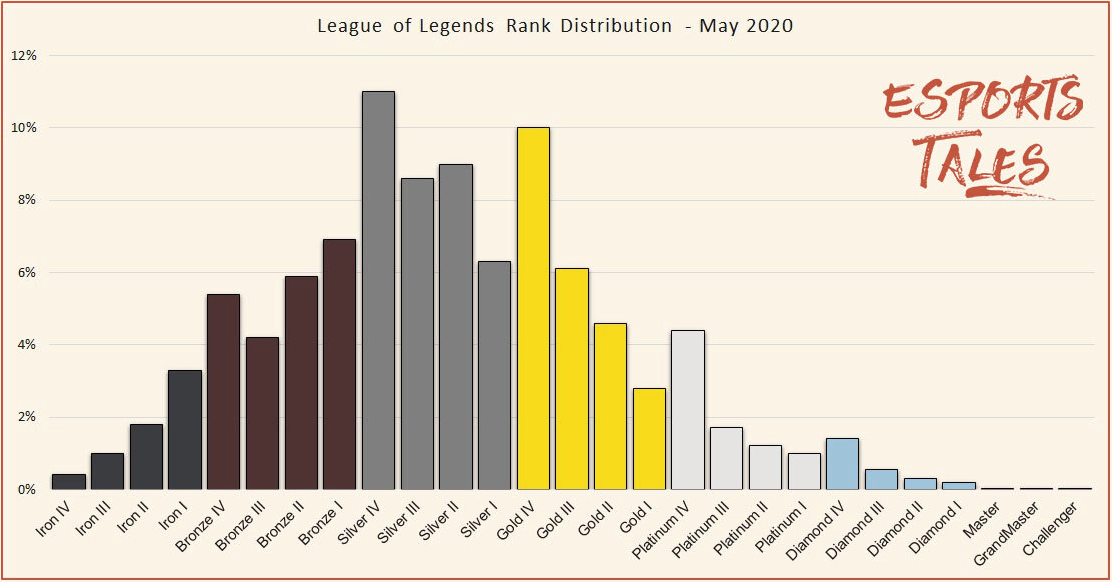 League of Legends Rank Distribution - May 2020
ESPORTS
TALES
12%
10%
8%
6%
4%
2%
0%
Iron IV
Iron III
Iron II
Iron I
Bronze IV
Bronze III
Bronze II
Bronze I
Silver IV
Silver III
Silver II
Silver I
Gold IV
Gold III
Gold II
Gold I
Platinum IV
Platinum III
Platinum II
Platinum I
Diamond IV
Diamond III
Diamond II
Diamond I
Master
GrandMaster
Challenger